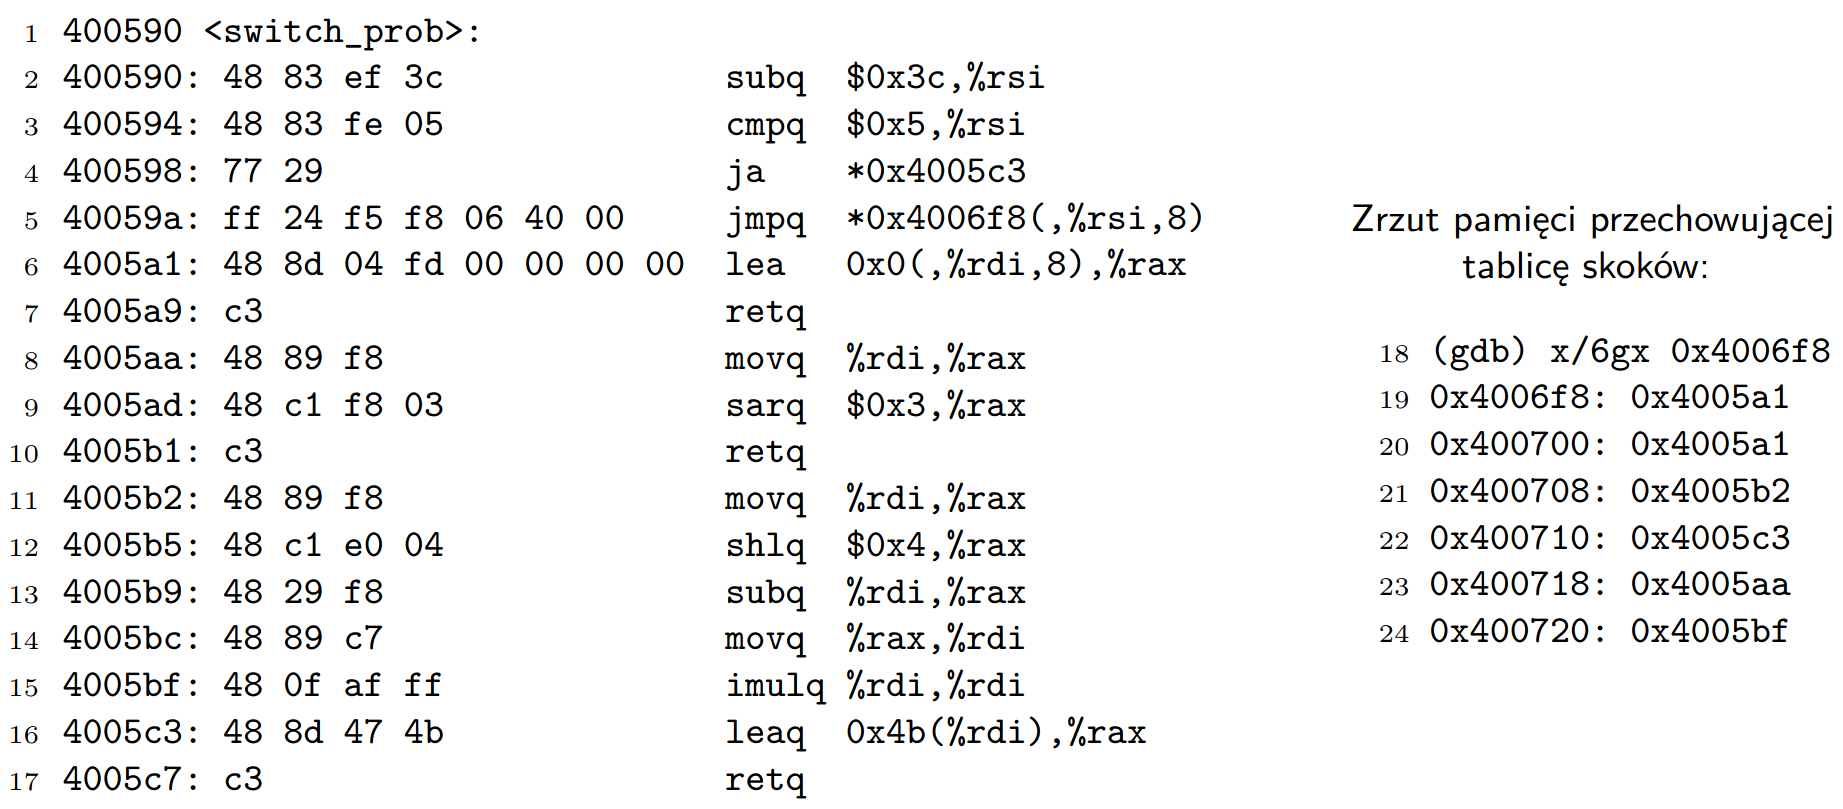 1 400590 <switch_prob>:
2 400590: 48 83 ef 3c subq $0x3c,%rsi
3 400594: 48 83 fe 05 cmpq $0x5,%rsi
4 400598: 77 29 ja *0x4005c3
5 40059a: ff 24 f5 f8 06 40 00 jmpq *0x4006f8(,%rsi,8)
6 4005a1: 48 8d 04 fd 00 00 00 00 lea 0x0(,%rdi,8),%rax
7 4005a9: c3 retq
8 4005aa: 48 89 f8 movq %rdi,%rax
9 4005ad: 48 c1 f8 03 sarq $0x3,%rax
10 4005b1: c3 retq
11 4005b2: 48 89 f8 movq %rdi,%rax
12 4005b5: 48 c1 e0 04 shlq $0x4,%rax
13 4005b9: 48 29 f8 subq %rdi,%rax
14 4005bc: 48 89 c7 movq %rax,%rdi
15 4005bf: 48 0f af ff imulq %rdi,%rdi
16 4005c3: 48 8d 47 4b leaq 0x4b(%rdi),%rax
17 4005c7: c3 retq
Zrzut pamięci przechowującej
tablicę skoków:
18 (gdb) x/6gx 0x4006f8
19 0x4006f8: 0x4005a1
20 0x400700: 0x4005a1
21 0x400708: 0x4005b2
22 0x400710: 0x4005c3
23 0x400718: 0x4005aa
24 0x400720: 0x4005bf